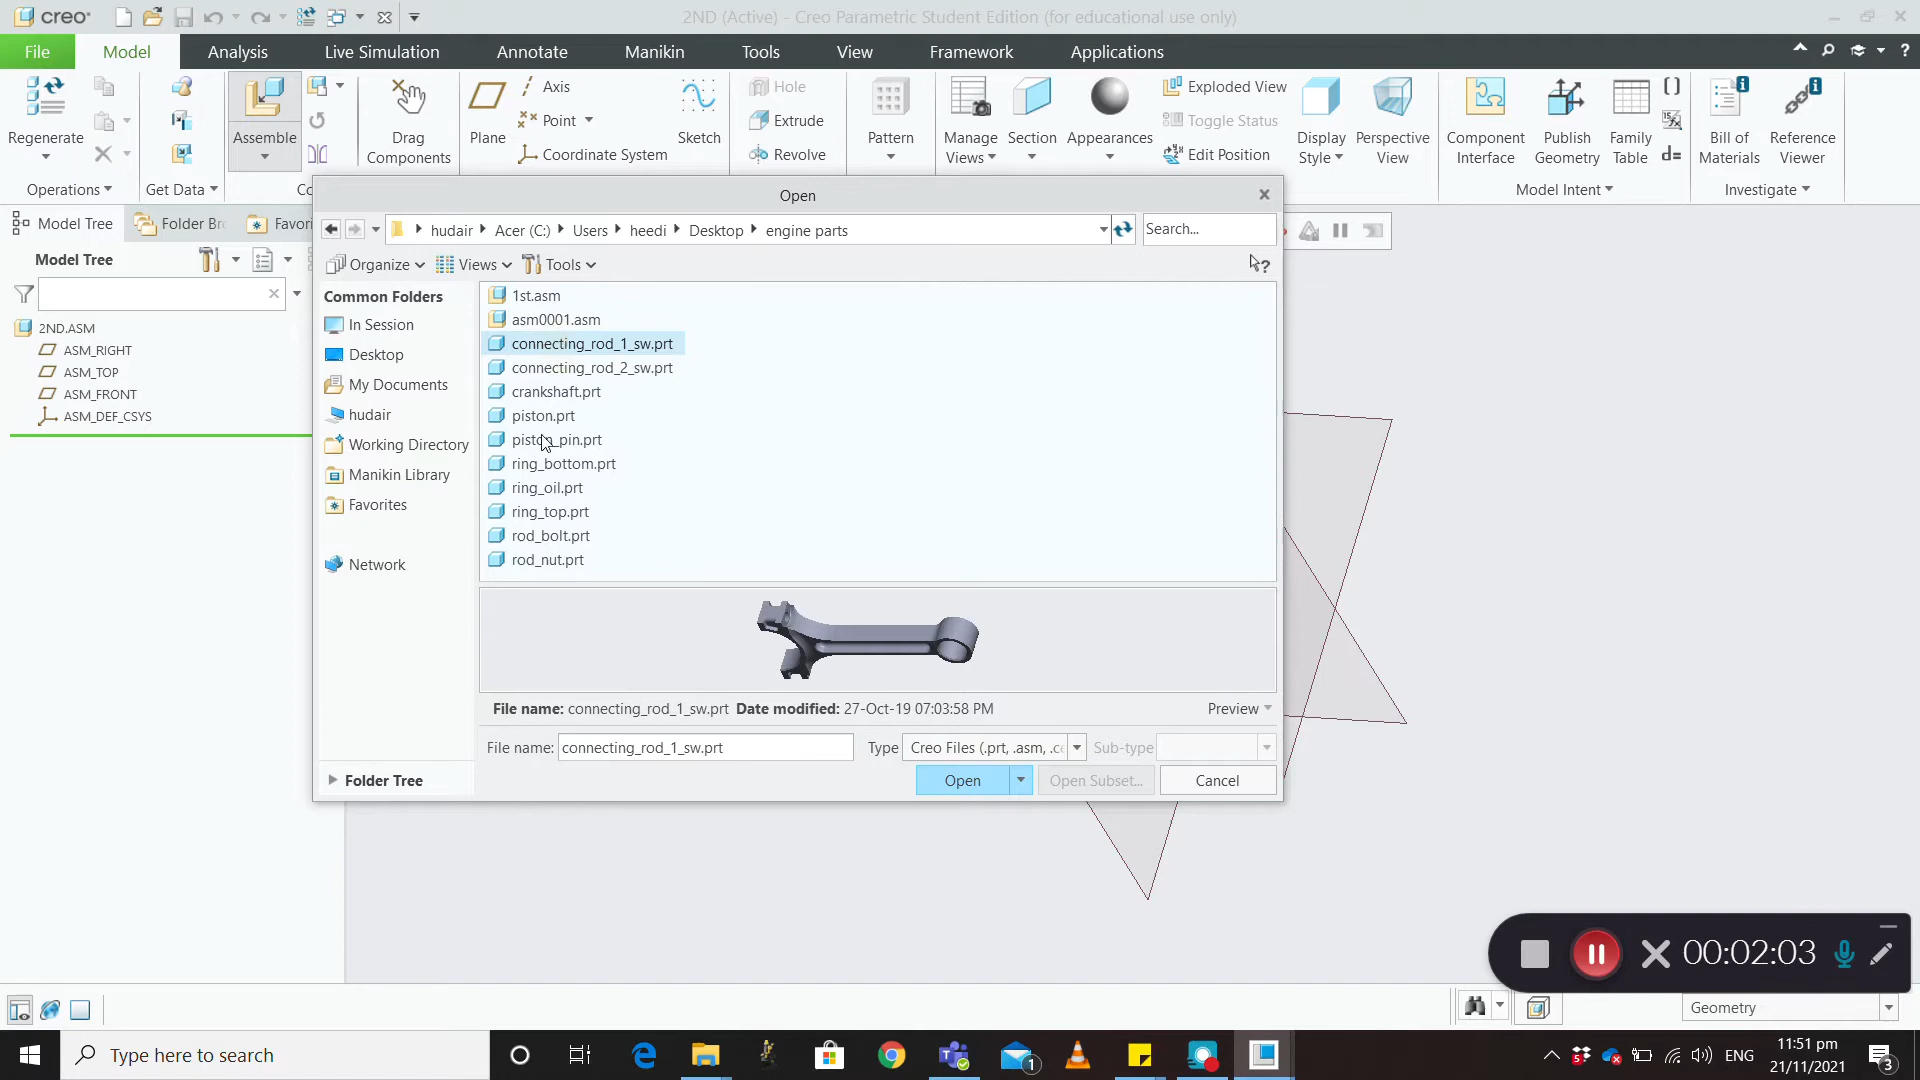 creo
2ND (Active) - Creo Parametric Student Edition (for educational use only)
File
Model
Analysis
Live Simulation
Annotate
Manikin
Tools
View
Framework
Applications
Regenerate
Operations
Get Data
Assemble
Drag
Components
Plane
Axis
Point
Coordinate System
Sketch
Hole
Extrude
Revolve
Pattern
Manage
Views
Section
Appearances
Exploded View
Toggle Status
Edit Position
Display
Style
Perspective
View
Component
Interface
Publish
Geometry
Family
Table
Model Intent
Bill of
Materials
Reference
Viewer
Investigate
Model Tree
Folder Br
Favori
Model Tree
2ND.ASM
ASM_RIGHT
ASM_TOP
ASM_FRONT
ASM_DEF_CSYS
Open
hudair
Acer (C:)
Users
heedi
Desktop
engine parts
Search...
Organize
Views
Tools
Common Folders
In Session
Desktop
My Documents
hudair
Working Directory
Manikin Library
Favorites
Network
Folder Tree
1st.asm
asm0001.asm
connecting_rod_1_sw.prt
connecting_rod_2_sw.prt
crankshaft.prt
piston.prt
piston_pin.prt
ring_bottom.prt
ring_oil.prt
ring_top.prt
rod_bolt.prt
rod_nut.prt
File name: connecting_rod_1_sw.prt Date modified: 27-Oct-19 07:03:58 PM
Preview
File name: connecting_rod_1_sw.prt
Type Creo Files (.prt, .asm, .ce
Sub-type
Open
Open Subset...
Cancel
00:02:03
Geometry
Type here to search
1
5
ENG
11:51 pm
21/11/2021
3